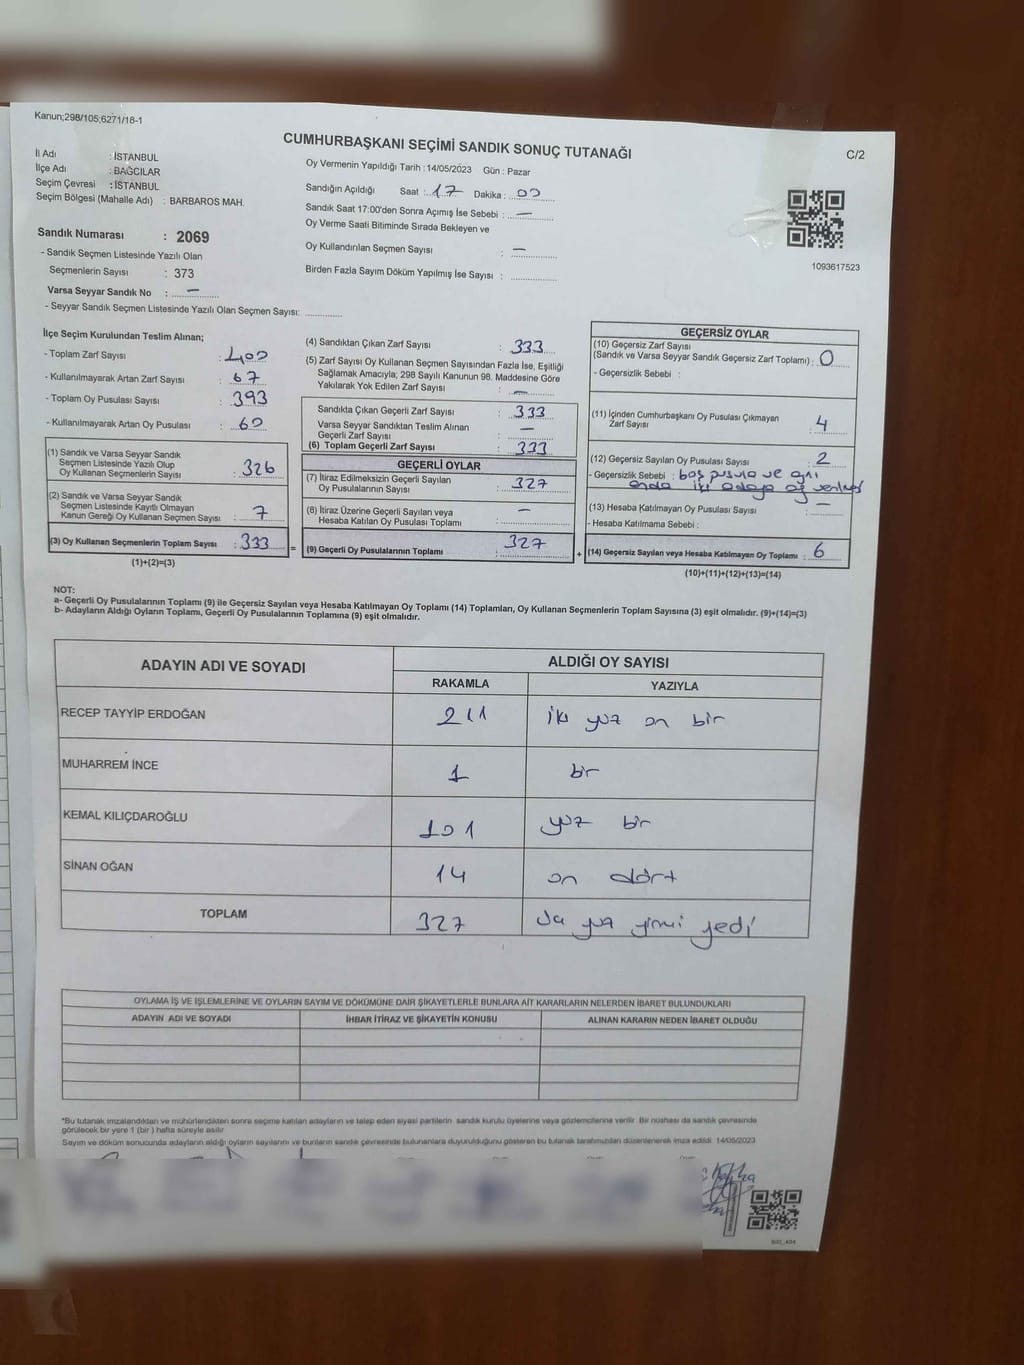 Kanun;298/105;6271/18-1
CUMHURBAŞKANI SEÇİMİ SANDIK SONUÇ TUTANAĞI
C/2
İl Adı : İSTANBUL
İlçe Adı : BAĞCILAR
Seçim Çevresi : İSTANBUL
Seçim Bölgesi (Mahalle Adı) : BARBAROS MAH.
Sandık Numarası : 2069
- Sandık Seçmen Listesinde Yazılı Olan
Seçmenlerin Sayısı : 373
Varsa Seyyar Sandık No : –
- Seyyar Sandık Seçmen Listesinde Yazılı Olan Seçmen Sayısı:
Oy Vermenin Yapıldığı Tarih : 14/05/2023 Gün : Pazar
Sandığın Açıldığı Saat : 17 Dakika : 00
Sandık Saat 17:00'den Sonra Açımış İse Sebebi : –
Oy Verme Saati Bitiminde Sırada Bekleyen ve
Oy Kullandırılan Seçmen Sayısı : –
Birden Fazla Sayım Döküm Yapılmış İse Sayısı :
1093617523
İlçe Seçim Kurulundan Teslim Alınan;
- Toplam Zarf Sayısı : 400
- Kullanılmayarak Artan Zarf Sayısı : 67
- Toplam Oy Pusulası Sayısı : 393
- Kullanılmayarak Artan Oy Pusulası : 60
(1) Sandık ve Varsa Seyyar Sandık
Seçmen Listesinde Yazılı Olup
Oy Kullanan Seçmenlerin Sayısı : 326
(2) Sandık ve Varsa Seyyar Sandık
Seçmen Listesinde Kayıtlı Olmayan
Kanun Gereği Oy Kullanan Seçmen Sayısı : 7
(3) Oy Kullanan Seçmenlerin Toplam Sayısı : 333
(1)+(2)=(3)
=
(4) Sandıktan Çıkan Zarf Sayısı : 333
(5) Zarf Sayısı Oy Kullanan Seçmen Sayısından Fazla İse, Eşitliği
Sağlamak Amacıyla; 298 Sayılı Kanunun 98. Maddesine Göre
Yakılarak Yok Edilen Zarf Sayısı : –
Sandıkta Çıkan Geçerli Zarf Sayısı : 333
Varsa Seyyar Sandıktan Teslim Alınan
Geçerli Zarf Sayısı : –
(6) Toplam Geçerli Zarf Sayısı : 333
GEÇERLİ OYLAR
(7) İtiraz Edilmeksizin Geçerli Sayılan
Oy Pusulalarının Sayısı : 327
(8) İtiraz Üzerine Geçerli Sayılan veya
Hesaba Katılan Oy Pusulası Toplamı : –
(9) Geçerli Oy Pusulalarının Toplamı : 327
+
GEÇERSİZ OYLAR
(10) Geçersiz Zarf Sayısı
(Sandık ve Varsa Seyyar Sandık Geçersiz Zarf Toplamı) : 0
- Geçersizlik Sebebi :
(11) İçinden Cumhurbaşkanı Oy Pusulası Çıkmayan
Zarf Sayısı : 4
(12) Geçersiz Sayılan Oy Pusulası Sayısı : 2
- Geçersizlik Sebebi : boş pusula ve aynı
anda iki adaya oy verilmiş
(13) Hesaba Katılmayan Oy Pusulası Sayısı : –
- Hesaba Katılmama Sebebi :
(14) Geçersiz Sayılan veya Hesaba Katılmayan Oy Toplamı : 6
(10)+(11)+(12)+(13)=(14)
NOT:
a- Geçerli Oy Pusulalarının Toplamı (9) ile Geçersiz Sayılan veya Hesaba Katılmayan Oy Toplamı (14) Toplamları, Oy Kullanan Seçmenlerin Toplam Sayısına (3) eşit olmalıdır. (9)+(14)=(3)
b- Adayların Aldığı Oyların Toplamı, Geçerli Oy Pusulalarının Toplamına (9) eşit olmalıdır.
ADAYIN ADI VE SOYADI ALDIĞI OY SAYISI
RAKAMLA YAZIYLA
RECEP TAYYİP ERDOĞAN 211 iki yüz on bir
MUHARREM İNCE 1 bir
KEMAL KILIÇDAROĞLU 101 yüz bir
SİNAN OĞAN 14 on dört
TOPLAM 327 üç yüz yirmi yedi
OYLAMA İŞ VE İŞLEMLERİNE VE OYLARIN SAYIM VE DÖKÜMÜNE DAİR ŞİKAYETLERLE BUNLARA AİT KARARLARIN NELERDEN İBARET BULUNDUKLARI
ADAYIN ADI VE SOYADI İHBAR İTİRAZ VE ŞİKAYETİN KONUSU ALINAN KARARIN NEDEN İBARET OLDUĞU
*Bu tutanak imzalandıktan ve mühürlendikten sonra seçime katılan adayların ve talep eden siyasi partilerin sandık kurulu üyelerine veya gözlemcilerine verilir. Bir nüshası da sandık çevresinde
görülecek bir yere 1 (bir) hafta süreyle asılır.
Sayım ve döküm sonucunda adayların aldığı oyların sayılarını ve bunların sandık çevresinde bulunanlara duyurulduğunu gösteren bu tutanak tarafımızdan düzenlenerek imza edildi. 14/05/2023